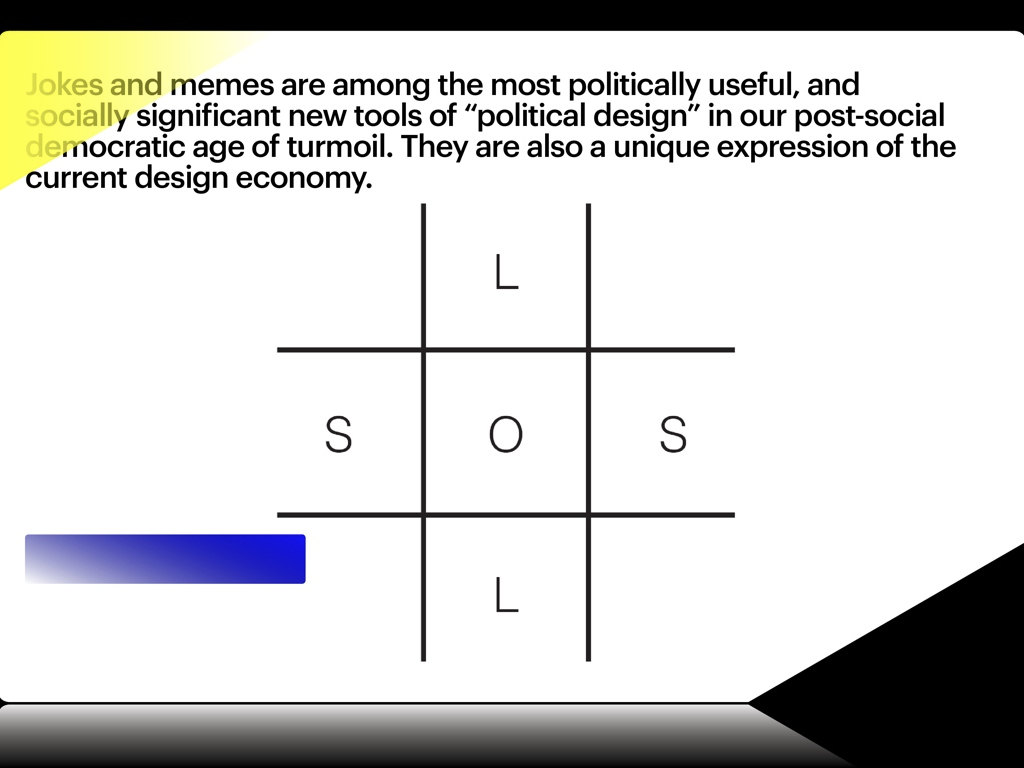 Jokes and memes are among the most politically useful, and
socially significant new tools of “political design” in our post-social
democratic age of turmoil. They are also a unique expression of the
current design economy.
L
S O S
L